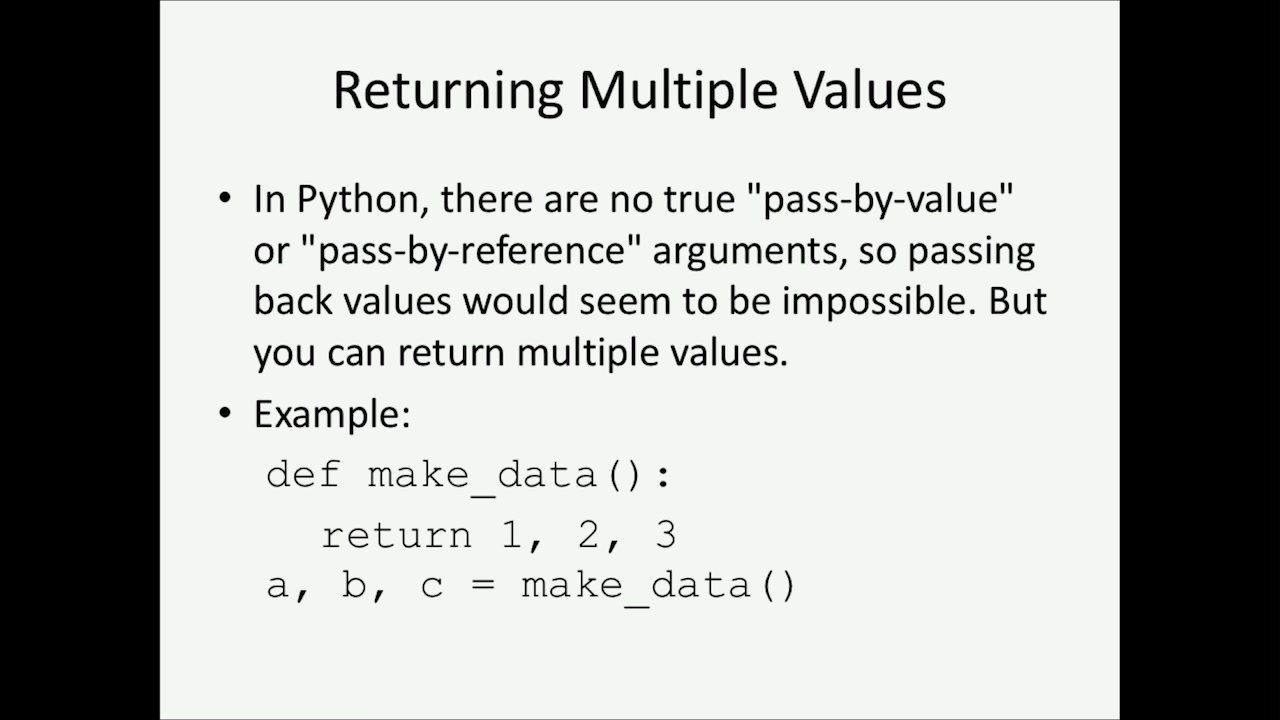 Returning Multiple Values
• In Python, there are no true "pass-by-value"
or "pass-by-reference" arguments, so passing
back values would seem to be impossible. But
you can return multiple values.
• Example:
def make_data():
return 1, 2, 3
a, b, c = make_data()